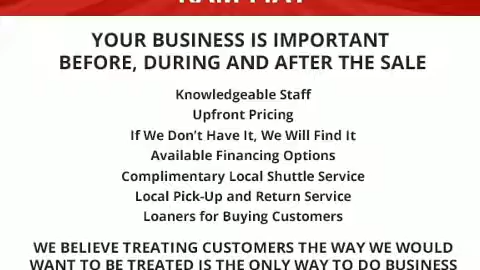 YOUR BUSINESS IS IMPORTANT
BEFORE, DURING AND AFTER THE SALE
Knowledgeable Staff
Upfront Pricing
If We Don't Have It, We Will Find It
Available Financing Options
Complimentary Local Shuttle Service
Local Pick-Up and Return Service
Loaners for Buying Customers
WE BELIEVE TREATING CUSTOMERS THE WAY WE WOULD
WANT TO BE TREATED IS THE ONLY WAY TO DO BUSINESS